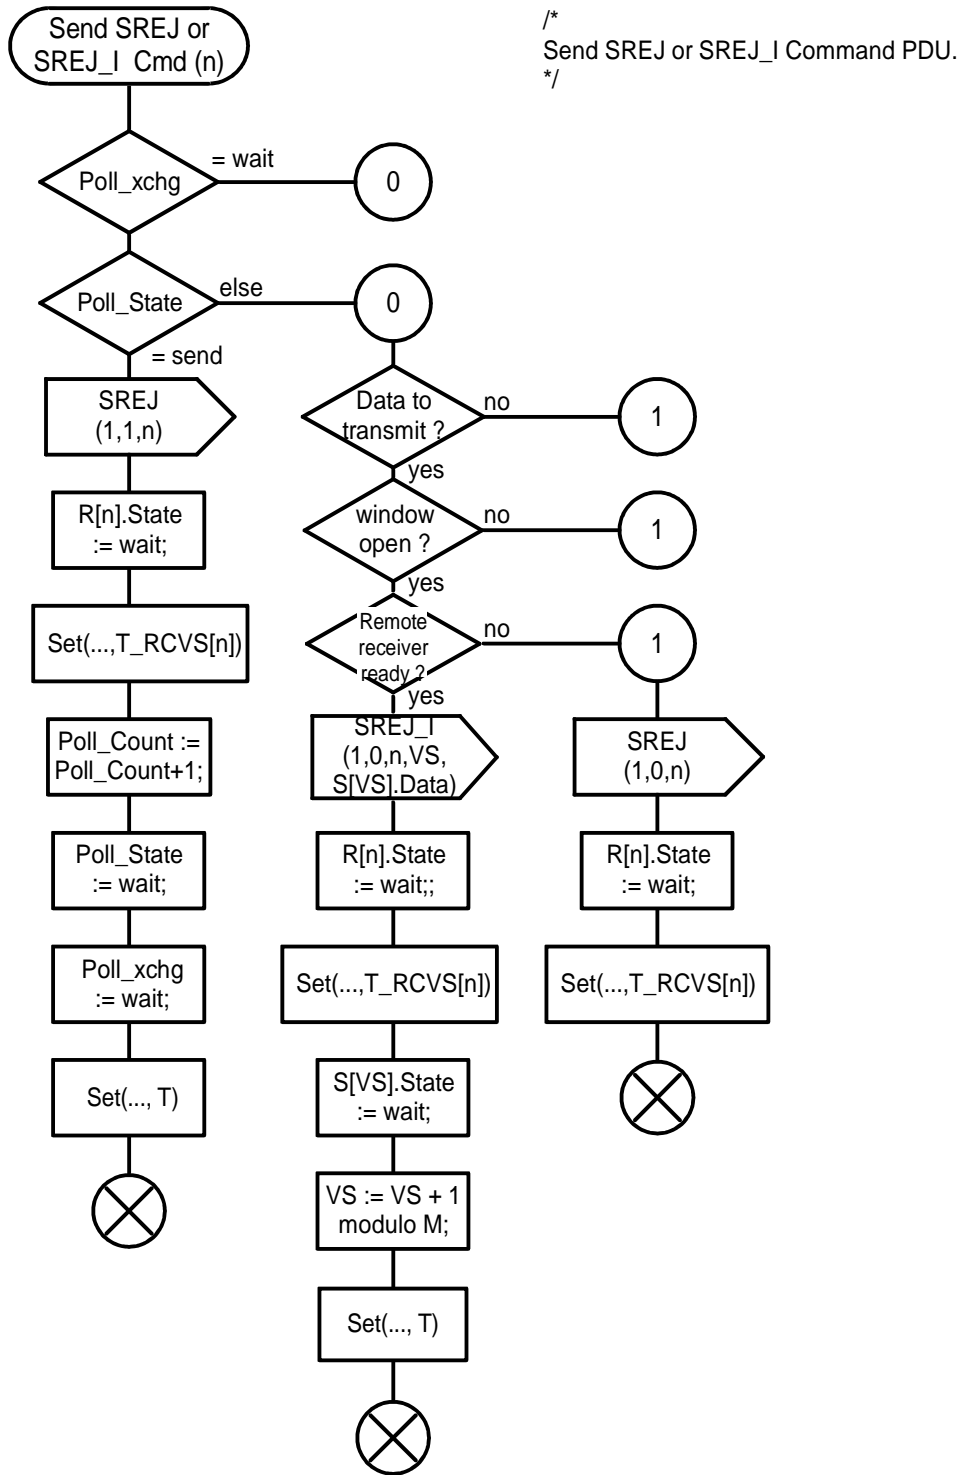 Send SREJ or
SREJ_I  Cmd (n)
/*
Send SREJ or SREJ_I Command PDU.
*/
Poll_xchg
= wait
0
Poll_State
else
0
= send
SREJ
(1,1,n)
R[n].State
:= wait;
Set(...,T_RCVS[n])
Poll_Count :=
Poll_Count+1;
Poll_State
:= wait;
Poll_xchg
:= wait;
Set(..., T)
Data to
transmit ?
no
1
yes
window
open ?
no
1
yes
Remote
receiver
ready ?
no
1
yes
SREJ_I
(1,0,n,VS,
S[VS].Data)
R[n].State
:= wait;;
Set(...,T_RCVS[n])
S[VS].State
:= wait;
VS := VS + 1
modulo M;
Set(..., T)
SREJ
(1,0,n)
R[n].State
:= wait;
Set(...,T_RCVS[n])